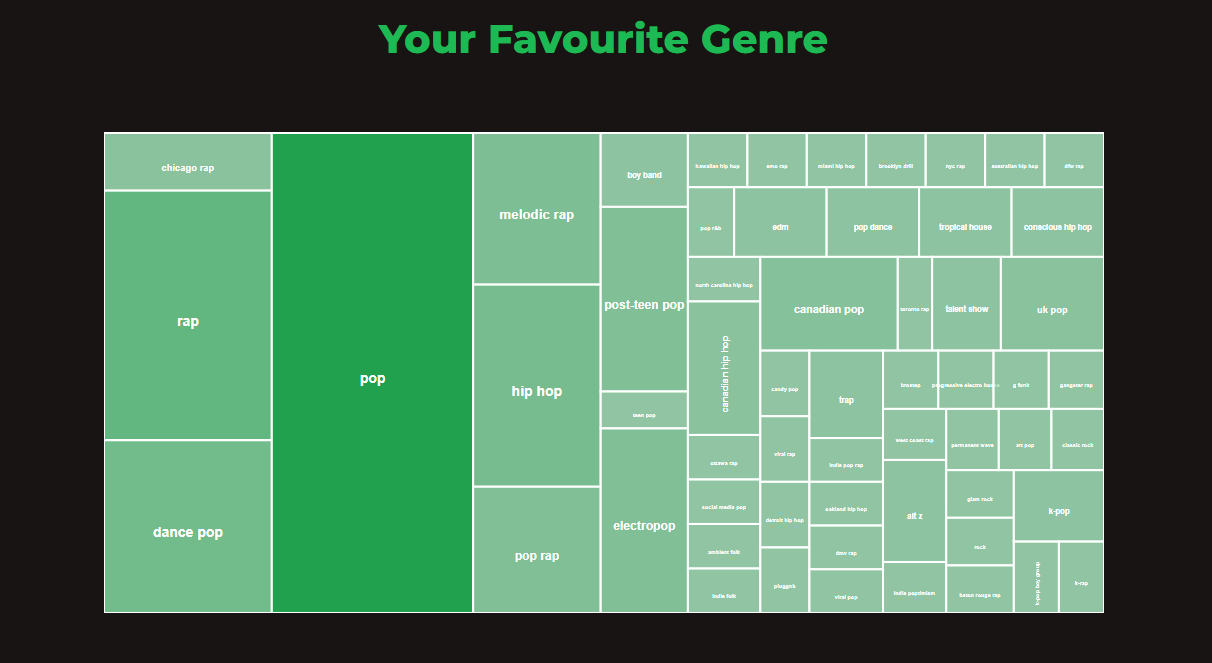 Your Favourite Genre
chicago rap
rap
dance pop
pop
melodic rap
hip hop
pop rap
boy band
post-teen pop
teen pop
electropop
hawaiian hip hop
emo rap
miami hip hop
brooklyn drill
nyc rap
australian hip hop
dfw rap
pop r&b
edm
pop dance
tropical house
conscious hip hop
north carolina hip hop
canadian hip hop
ottawa rap
social media pop
ambient folk
indie folk
canadian pop
toronto rap
talent show
uk pop
candy pop
viral rap
detroit hip hop
pluggnb
trap
indie pop rap
oakland hip hop
dmv rap
viral pop
brostep
progressive electro house
g funk
gangster rap
west coast rap
alt z
indie poptimism
permanent wave
art pop
classic rock
glam rock
rock
baton rouge rap
k-pop
k-pop boy group
k-rap